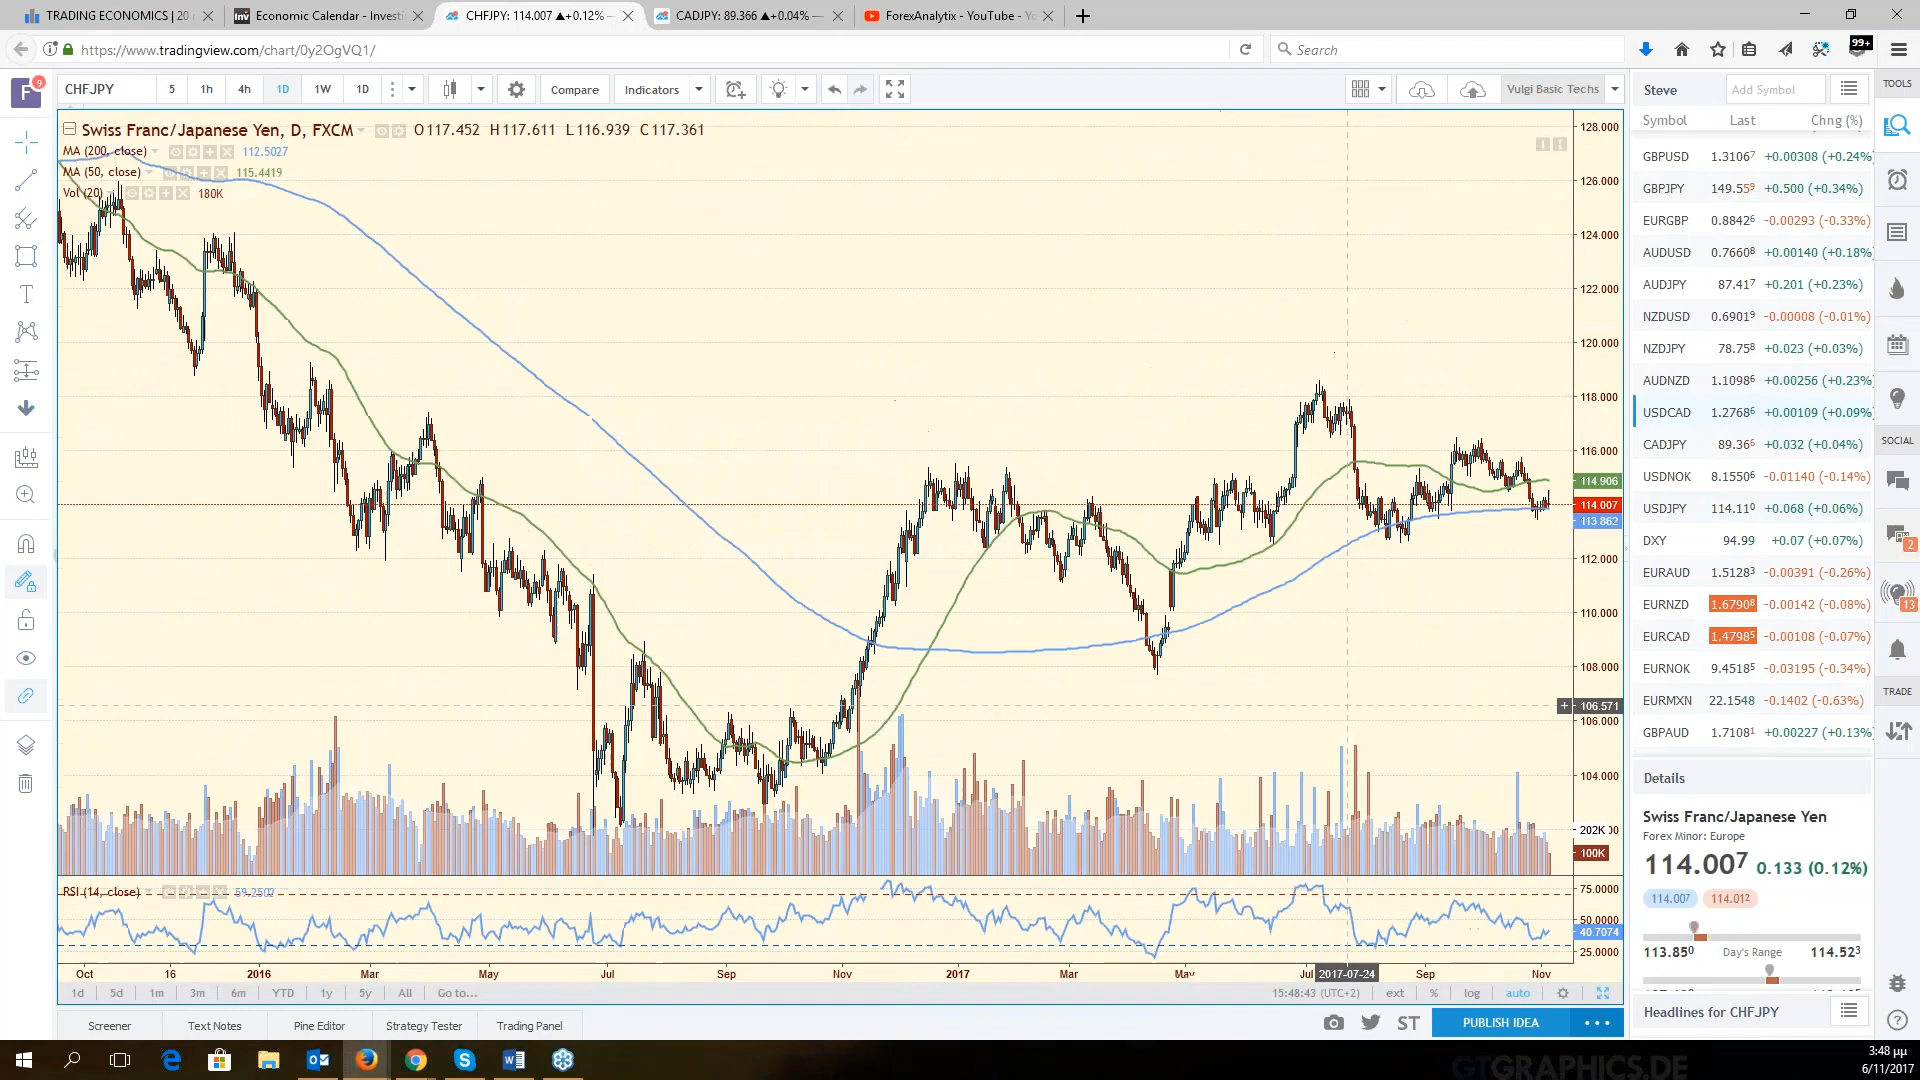 TRADING ECONOMICS | 20
Economic Calendar - Investi
CHFJPY: 114.007 ▲+0.12% –
CADJPY: 89.366 ▲+0.04% —
ForexAnalytix - YouTube -
https://www.tradingview.com/chart/0y2OgVQ1/
Search
99+
F 9
CHFJPY 5 1h 4h 1D 1W 1D
Compare Indicators
Vulgi Basic Techs
Swiss Franc/Japanese Yen, D, FXCM O117.452 H117.611 L116.939 C117.361
MA (200, close) 112.5027
MA (50, close) 115.4419
Vol (20) 180K
128.000
126.000
124.000
122.000
120.000
118.000
116.000
114.906
114.007
113.862
112.000
110.000
108.000
106.571
106.000
104.000
202K
100K
RSI (14, close) 59.2502
75.0000
50.0000
40.7074
25.0000
Oct 16 2016 Mar May Jul Sep Nov 2017 Mar May Jul 2017-07-24 Sep Nov
1d 5d 1m 3m 6m YTD 1y 5y All Go to...
15:48:43 (UTC+2) ext % log auto
Screener Text Notes Pine Editor Strategy Tester Trading Panel
ST PUBLISH IDEA
Steve Add Symbol
Symbol Last Chng (%)
GBPUSD 1.31067 +0.00308 (+0.24%)
GBPJPY 149.559 +0.500 (+0.34%)
EURGBP 0.88426 -0.00293 (-0.33%)
AUDUSD 0.76608 +0.00140 (+0.18%)
AUDJPY 87.417 +0.201 (+0.23%)
NZDUSD 0.69019 -0.00008 (-0.01%)
NZDJPY 78.758 +0.023 (+0.03%)
AUDNZD 1.10986 +0.00256 (+0.23%)
USDCAD 1.27686 +0.00109 (+0.09%)
CADJPY 89.366 +0.032 (+0.04%)
USDNOK 8.15506 -0.01140 (-0.14%)
USDJPY 114.110 +0.068 (+0.06%)
DXY 94.99 +0.07 (+0.07%)
EURAUD 1.51283 -0.00391 (-0.26%)
EURNZD 1.67908 -0.00142 (-0.08%)
EURCAD 1.47985 -0.00108 (-0.07%)
EURNOK 9.45185 -0.03195 (-0.34%)
EURMXN 22.1548 -0.1402 (-0.63%)
GBPAUD 1.71081 +0.00227 (+0.13%)
Details
Swiss Franc/Japanese Yen
Forex Minor: Europe
114.007 0.133 (0.12%)
114.007 114.012
113.850 Day's Range 114.523
Headlines for CHFJPY
TOOLS
SOCIAL
2
13
TRADE
GTGRAPHICS.DE
3:48 μμ
6/11/2017